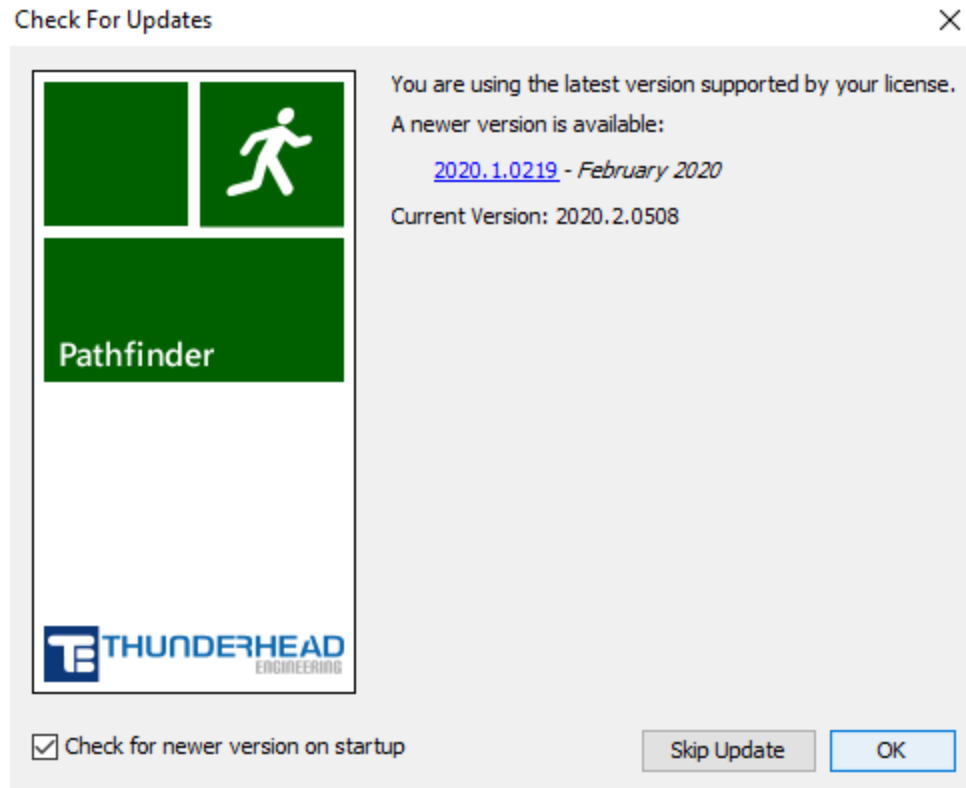 Check For Updates
You are using the latest version supported by your license.
A newer version is available:
2020.1.0219 - February 2020
Current Version: 2020.2.0508
Pathfinder
THUNDERHEAD
ENGINEERING
Check for newer version on startup
Skip Update
OK